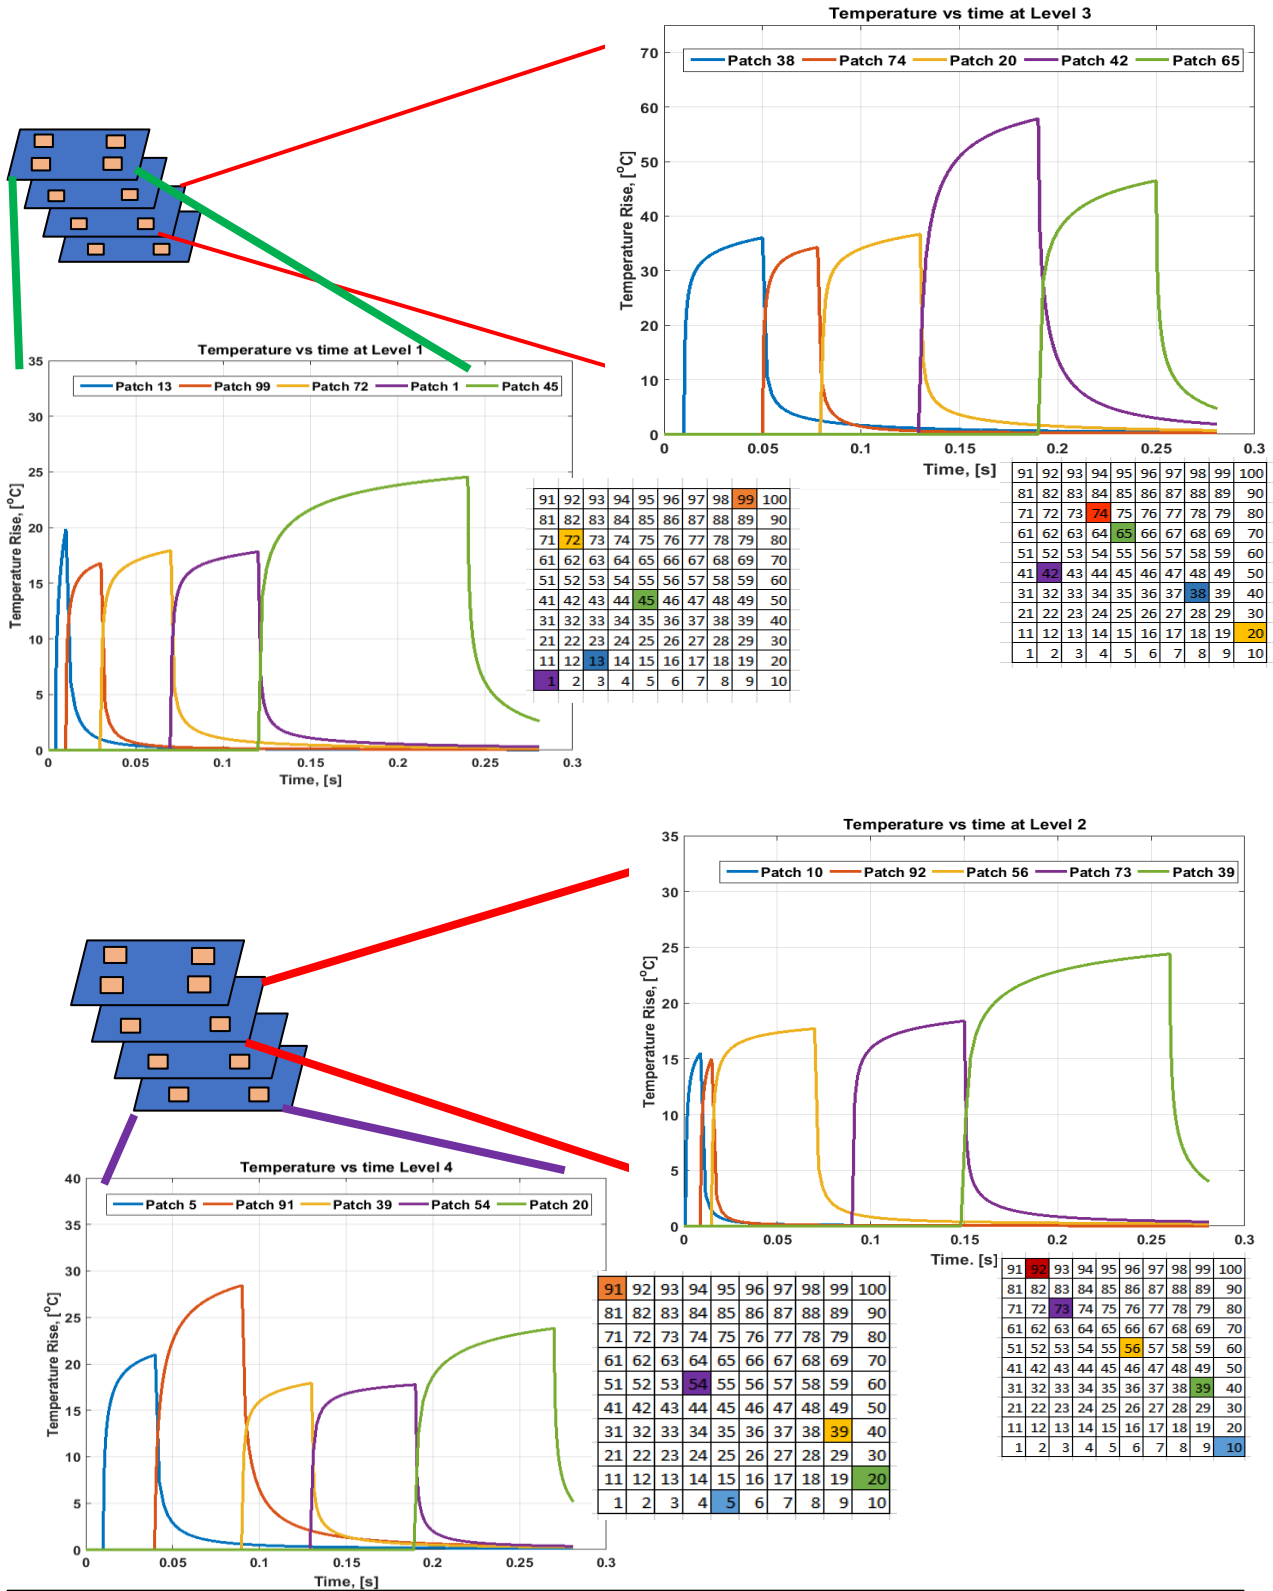 Temperature vs time at Level 3
Patch 38 Patch 74 Patch 20 Patch 42 Patch 65
Temperature Rise, [°C]
70
60
50
40
30
20
10
0
0 0.05 0.1 0.15 0.2 0.25 0.3
Time, [s]
91 92 93 94 95 96 97 98 99 100
81 82 83 84 85 86 87 88 89 90
71 72 73 74 75 76 77 78 79 80
61 62 63 64 65 66 67 68 69 70
51 52 53 54 55 56 57 58 59 60
41 42 43 44 45 46 47 48 49 50
31 32 33 34 35 36 37 38 39 40
21 22 23 24 25 26 27 28 29 30
11 12 13 14 15 16 17 18 19 20
1 2 3 4 5 6 7 8 9 10
Temperature vs time at Level 1
Patch 13 Patch 99 Patch 72 Patch 1 Patch 45
Temperature Rise, [°C]
35
30
25
20
15
10
5
0
0 0.05 0.1 0.15 0.2 0.25 0.3
Time, [s]
91 92 93 94 95 96 97 98 99 100
81 82 83 84 85 86 87 88 89 90
71 72 73 74 75 76 77 78 79 80
61 62 63 64 65 66 67 68 69 70
51 52 53 54 55 56 57 58 59 60
41 42 43 44 45 46 47 48 49 50
31 32 33 34 35 36 37 38 39 40
21 22 23 24 25 26 27 28 29 30
11 12 13 14 15 16 17 18 19 20
1 2 3 4 5 6 7 8 9 10
Temperature vs time at Level 2
Patch 10 Patch 92 Patch 56 Patch 73 Patch 39
Temperature Rise, [°C]
35
30
25
20
15
10
5
0
0 0.05 0.1 0.15 0.2 0.25 0.3
Time. [s]
91 92 93 94 95 96 97 98 99 100
81 82 83 84 85 86 87 88 89 90
71 72 73 74 75 76 77 78 79 80
61 62 63 64 65 66 67 68 69 70
51 52 53 54 55 56 57 58 59 60
41 42 43 44 45 46 47 48 49 50
31 32 33 34 35 36 37 38 39 40
21 22 23 24 25 26 27 28 29 30
11 12 13 14 15 16 17 18 19 20
1 2 3 4 5 6 7 8 9 10
Temperature vs time Level 4
Patch 5 Patch 91 Patch 39 Patch 54 Patch 20
Temperature Rise, [°C]
40
35
30
25
20
15
10
5
0
0 0.05 0.1 0.15 0.2 0.25 0.3
Time, [s]
91 92 93 94 95 96 97 98 99 100
81 82 83 84 85 86 87 88 89 90
71 72 73 74 75 76 77 78 79 80
61 62 63 64 65 66 67 68 69 70
51 52 53 54 55 56 57 58 59 60
41 42 43 44 45 46 47 48 49 50
31 32 33 34 35 36 37 38 39 40
21 22 23 24 25 26 27 28 29 30
11 12 13 14 15 16 17 18 19 20
1 2 3 4 5 6 7 8 9 10